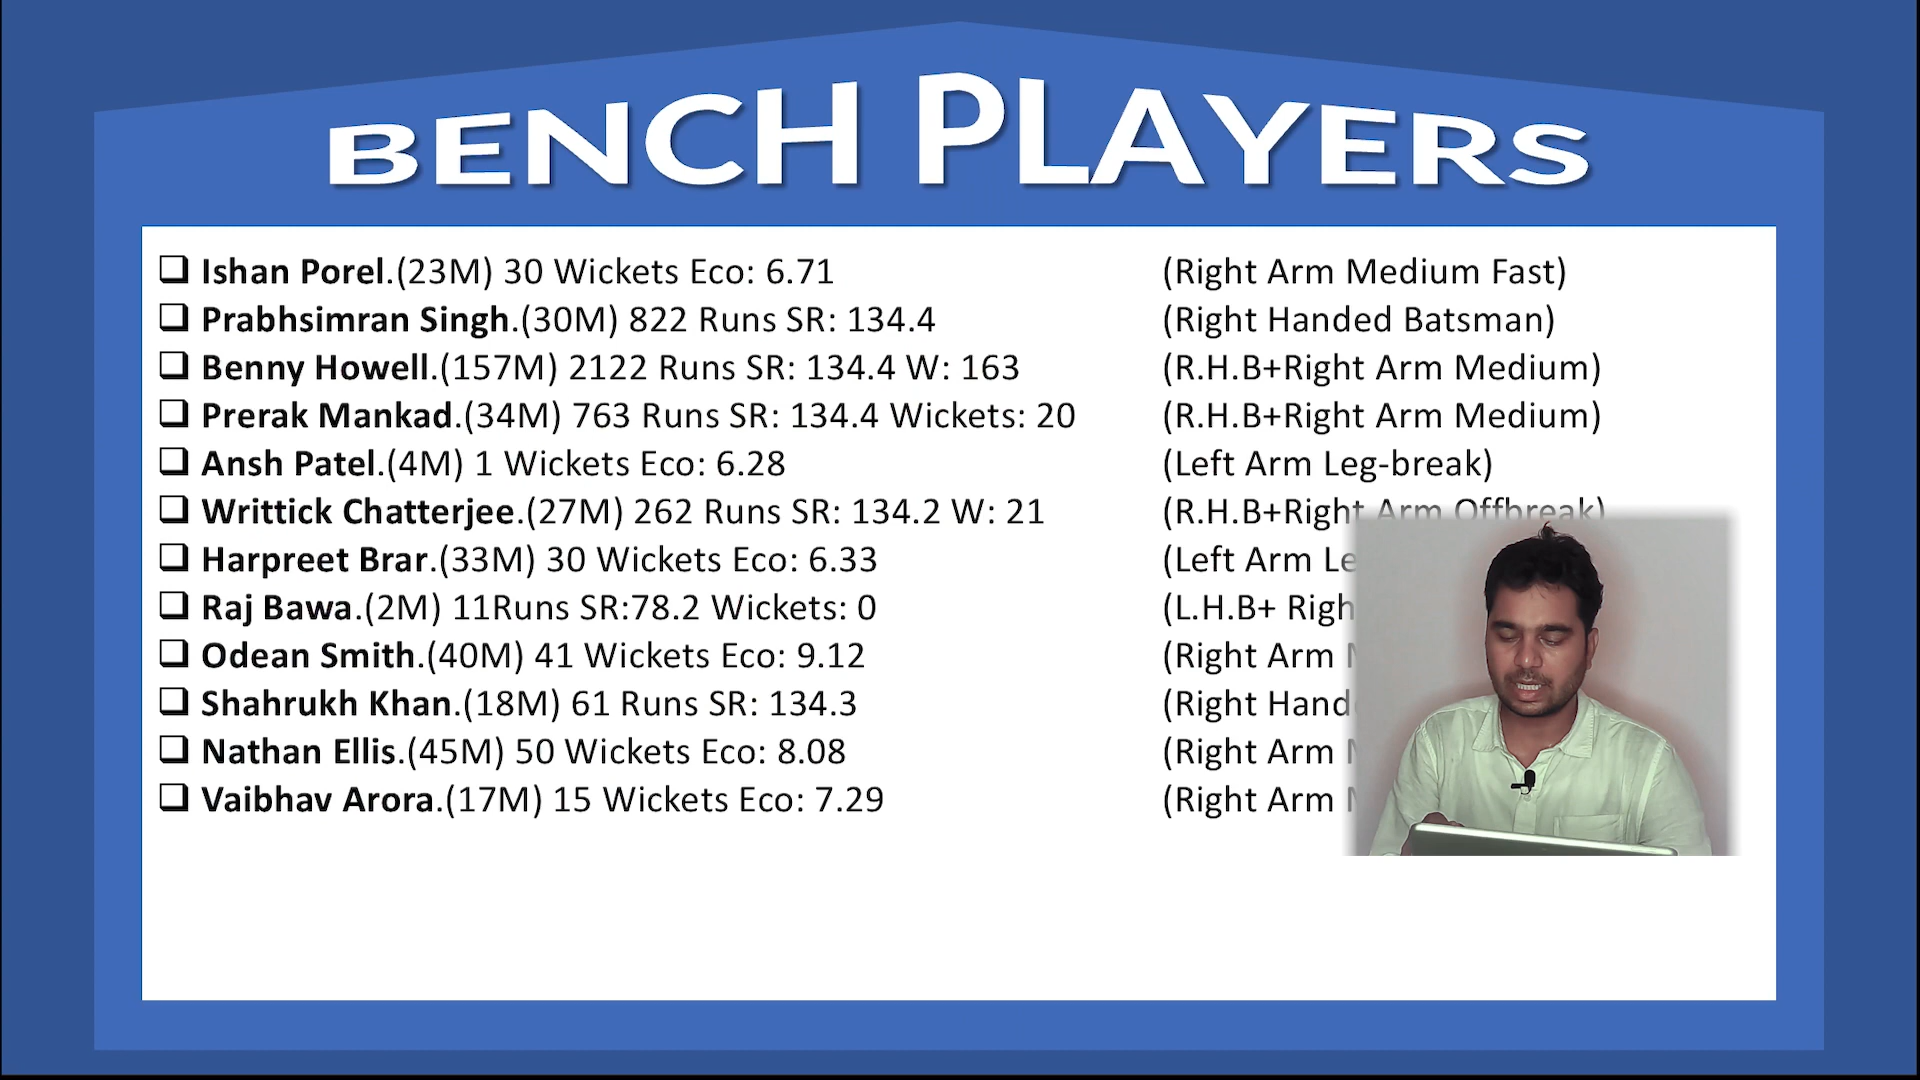 BENCH PLAYERS
Ishan Porel.(23M) 30 Wickets Eco: 6.71 (Right Arm Medium Fast)
Prabhsimran Singh.(30M) 822 Runs SR: 134.4 (Right Handed Batsman)
Benny Howell.(157M) 2122 Runs SR: 134.4 W: 163 (R.H.B+Right Arm Medium)
Prerak Mankad.(34M) 763 Runs SR: 134.4 Wickets: 20 (R.H.B+Right Arm Medium)
Ansh Patel.(4M) 1 Wickets Eco: 6.28 (Left Arm Leg-break)
Writtick Chatterjee.(27M) 262 Runs SR: 134.2 W: 21 (R.H.B+Right Arm Offbreak)
Harpreet Brar.(33M) 30 Wickets Eco: 6.33 (Left Arm
Raj Bawa.(2M) 11Runs SR:78.2 Wickets: 0 (L.H.B+
Odean Smith.(40M) 41 Wickets Eco: 9.12 (Right Arm
Shahrukh Khan.(18M) 61 Runs SR: 134.3 (Right
Nathan Ellis.(45M) 50 Wickets Eco: 8.08 (Right Arm
Vaibhav Arora.(17M) 15 Wickets Eco: 7.29 (Right Arm